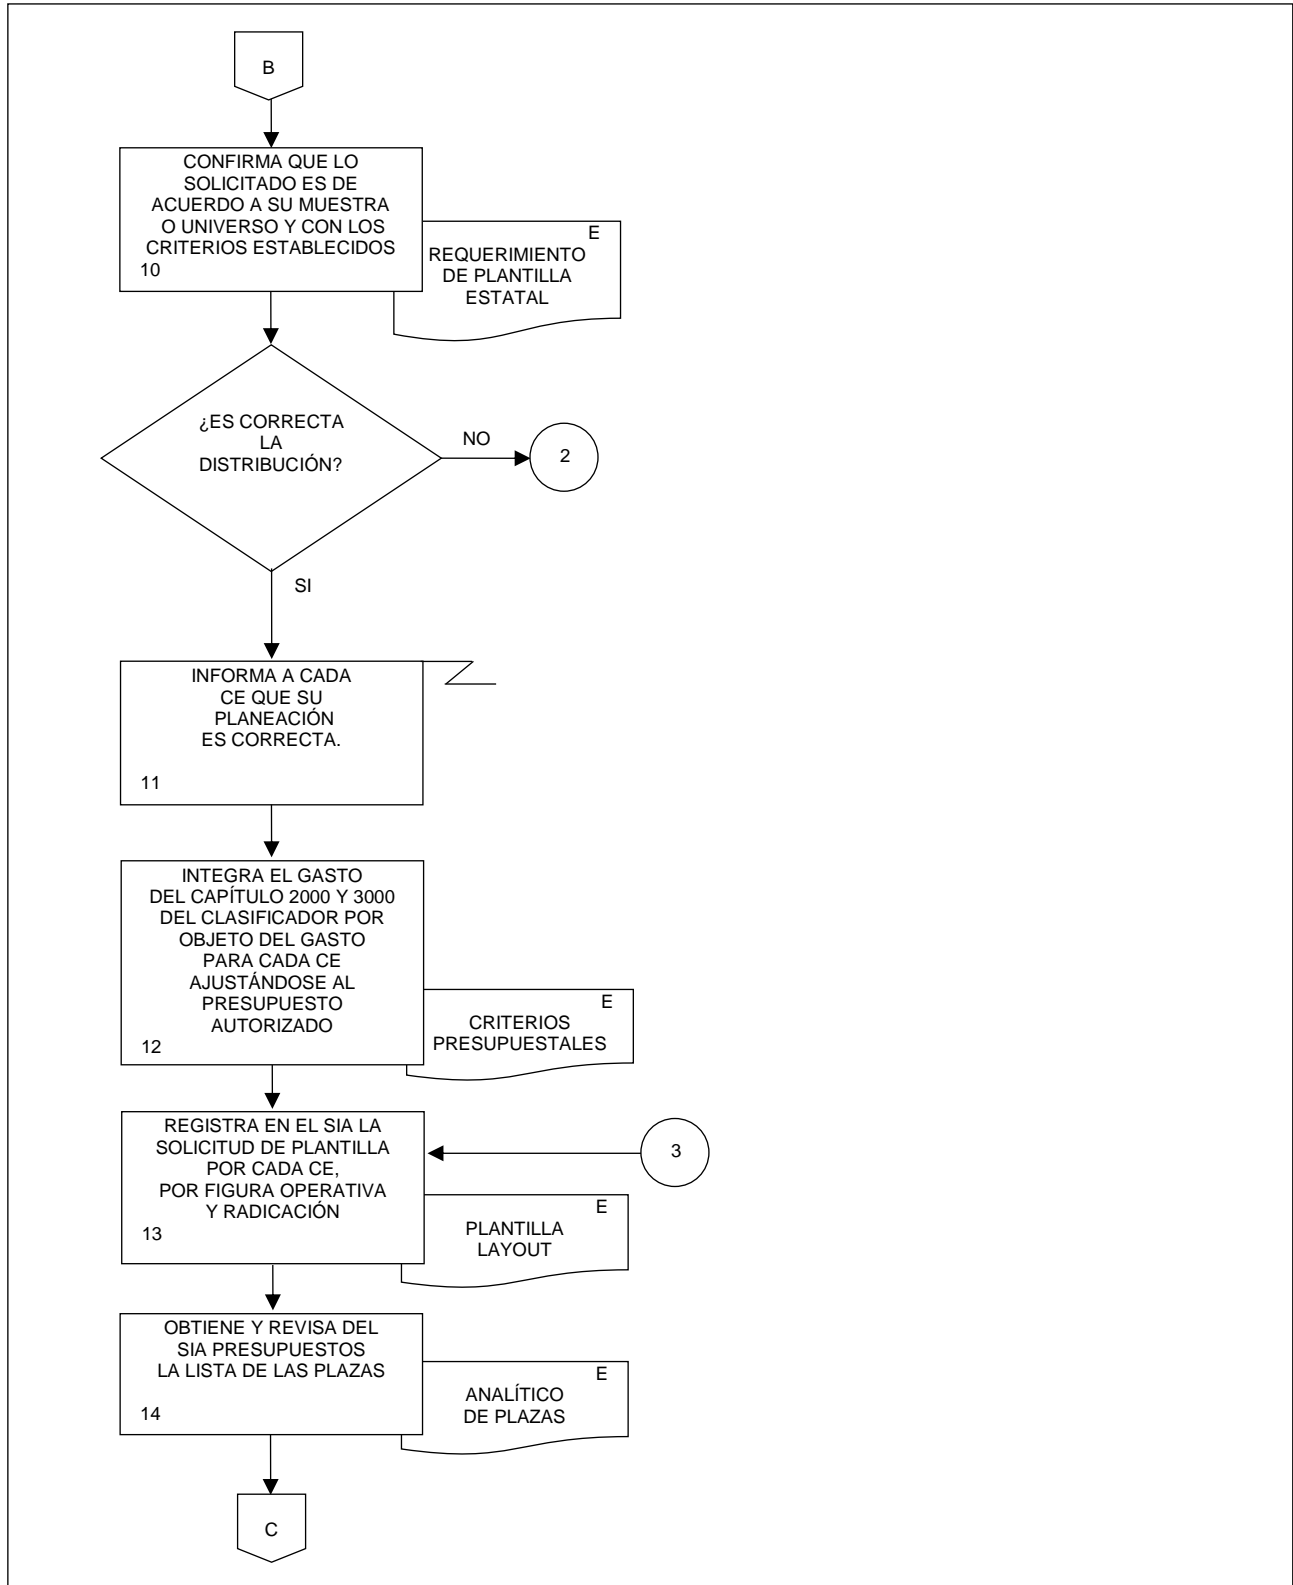 B
CONFIRMA QUE LO
SOLICITADO ES DE
ACUERDO A SU MUESTRA
O UNIVERSO Y CON LOS
CRITERIOS ESTABLECIDOS
10
E
REQUERIMIENTO
DE PLANTILLA
ESTATAL
¿ES CORRECTA
LA
DISTRIBUCIÓN?
NO
2
SI
INFORMA A CADA
CE QUE SU
PLANEACIÓN
ES CORRECTA.
11
INTEGRA EL GASTO
DEL CAPÍTULO 2000 Y 3000
DEL CLASIFICADOR POR
OBJETO DEL GASTO
PARA CADA CE
AJUSTÁNDOSE AL
PRESUPUESTO
AUTORIZADO
12
E
CRITERIOS
PRESUPUESTALES
REGISTRA EN EL SIA LA
SOLICITUD DE PLANTILLA
POR CADA CE,
POR FIGURA OPERATIVA
Y RADICACIÓN
13
3
E
PLANTILLA
LAYOUT
OBTIENE Y REVISA DEL
SIA PRESUPUESTOS
LA LISTA DE LAS PLAZAS
14
E
ANALÍTICO
DE PLAZAS
C